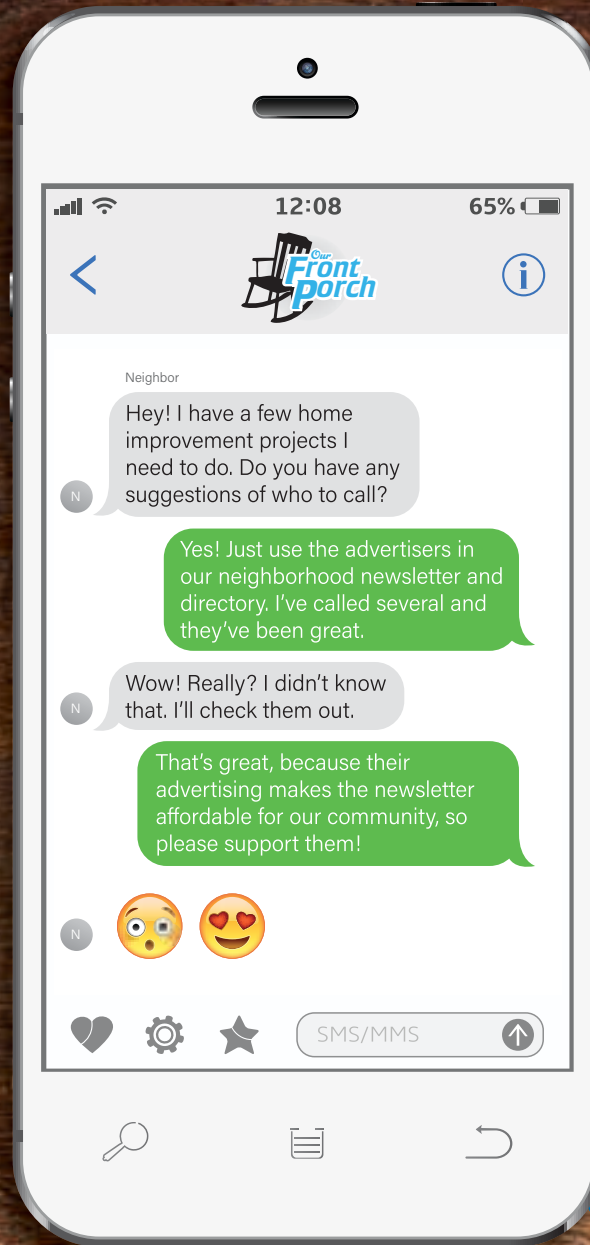 12:08
65%
Our
Front
Porch
i
Neighbor
Hey! I have a few home
improvement projects I
need to do. Do you have any
suggestions of who to call?
N
Yes! Just use the advertisers in
our neighborhood newsletter and
directory. I’ve called several and
they’ve been great.
Wow! Really? I didn’t know
that. I’ll check them out.
N
That’s great, because their
advertising makes the newsletter
affordable for our community, so
please support them!
N
SMS/MMS